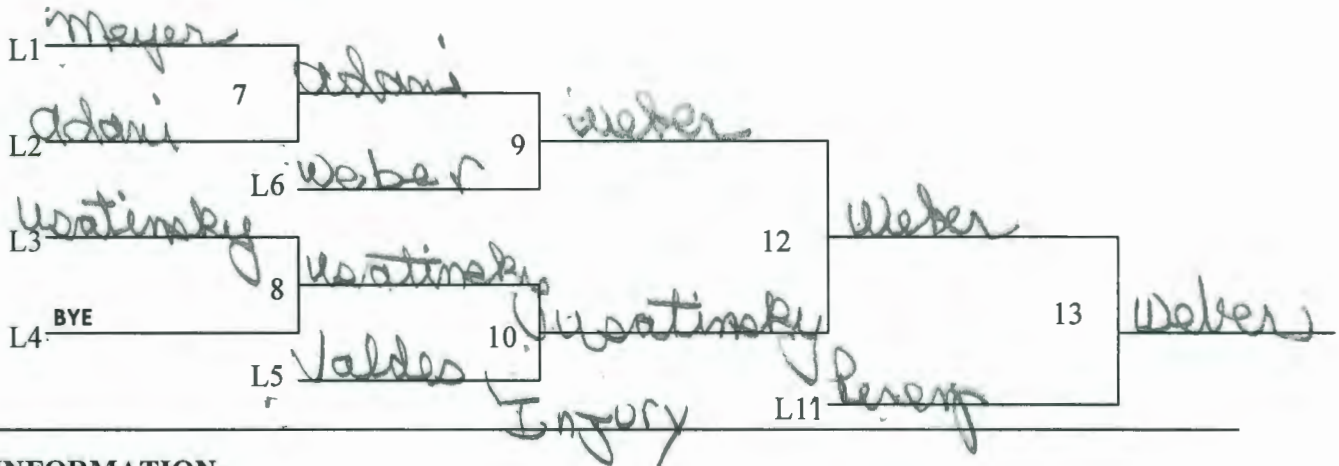 L1 Meyer
7 adani
L2 adani
9 weber
L6 Weber
L3 Usatinsky
12 Weber
8 Usatinsky
L4 BYE
10 Usatinsky
13 Weber
L5 Valdes
Injury
L11 Perez
INFORMATION